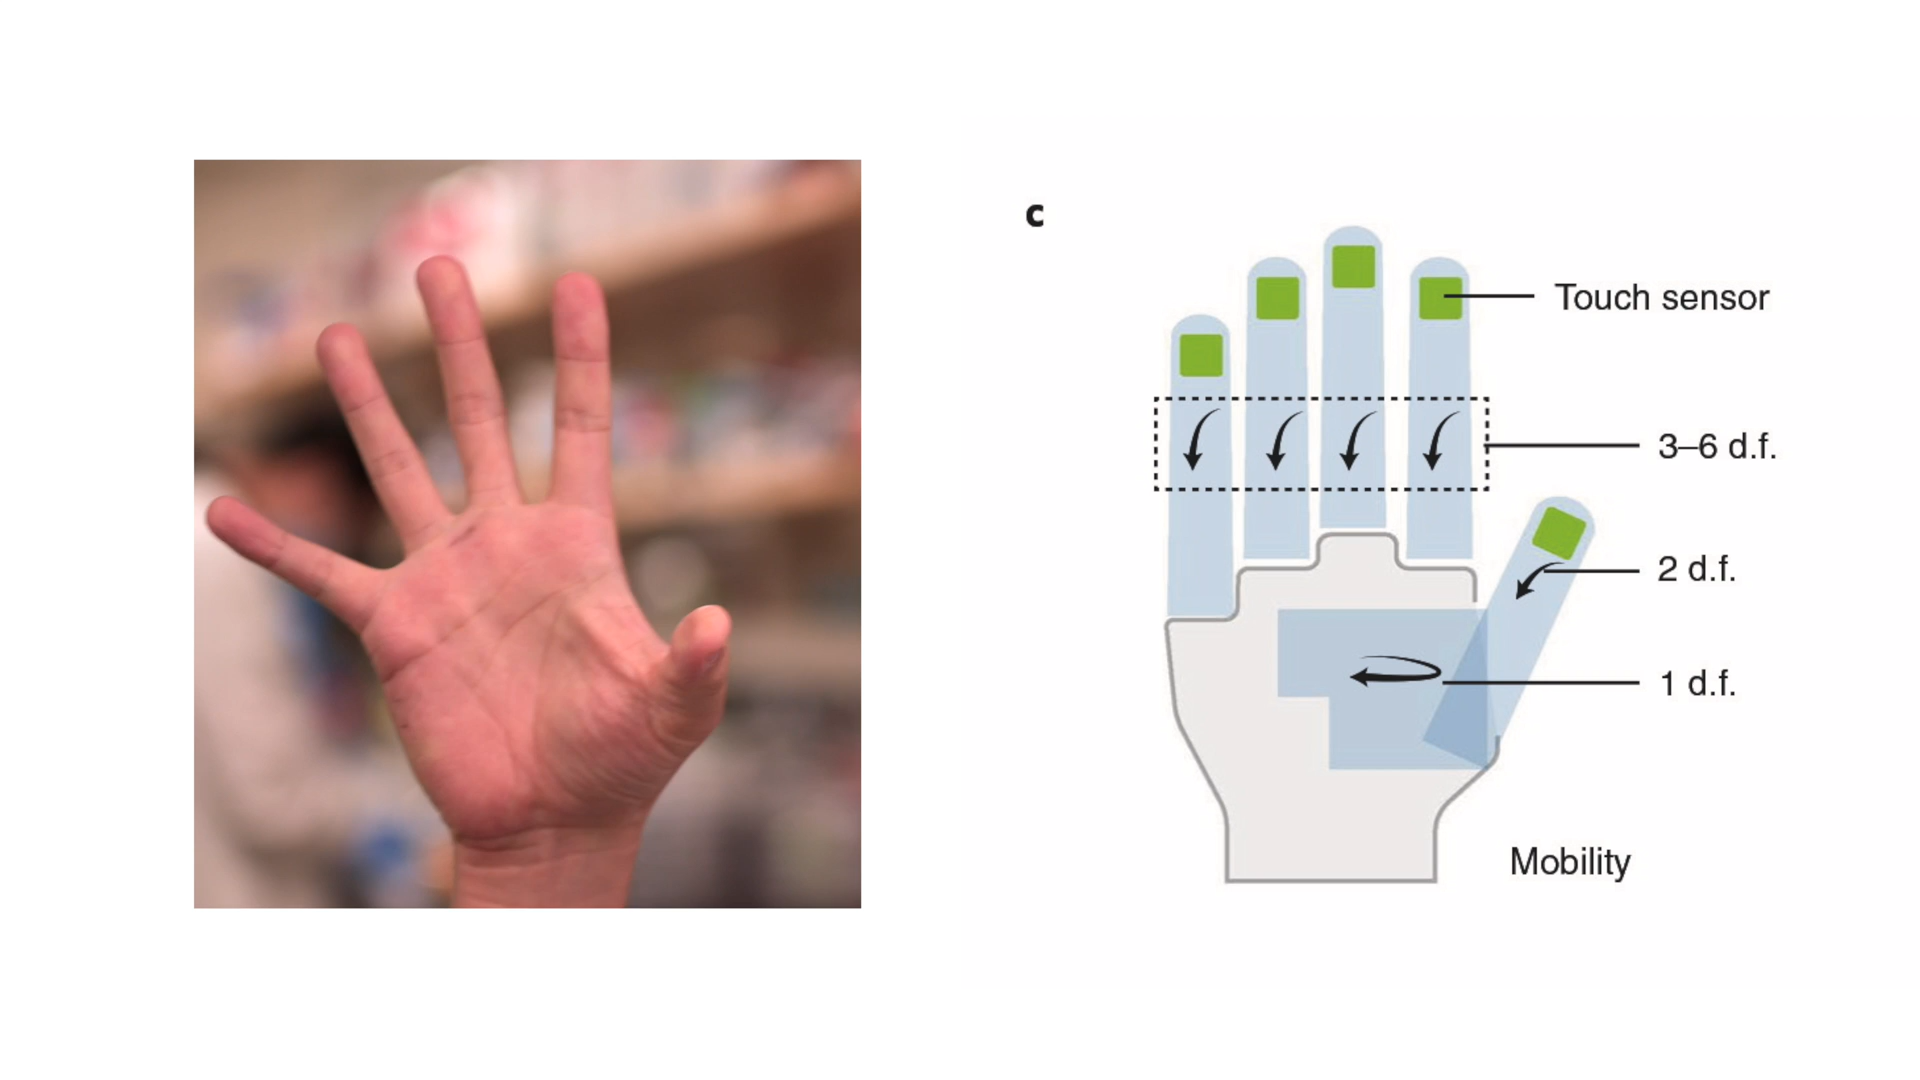 c
Touch sensor
3–6 d.f.
2 d.f.
1 d.f.
Mobility